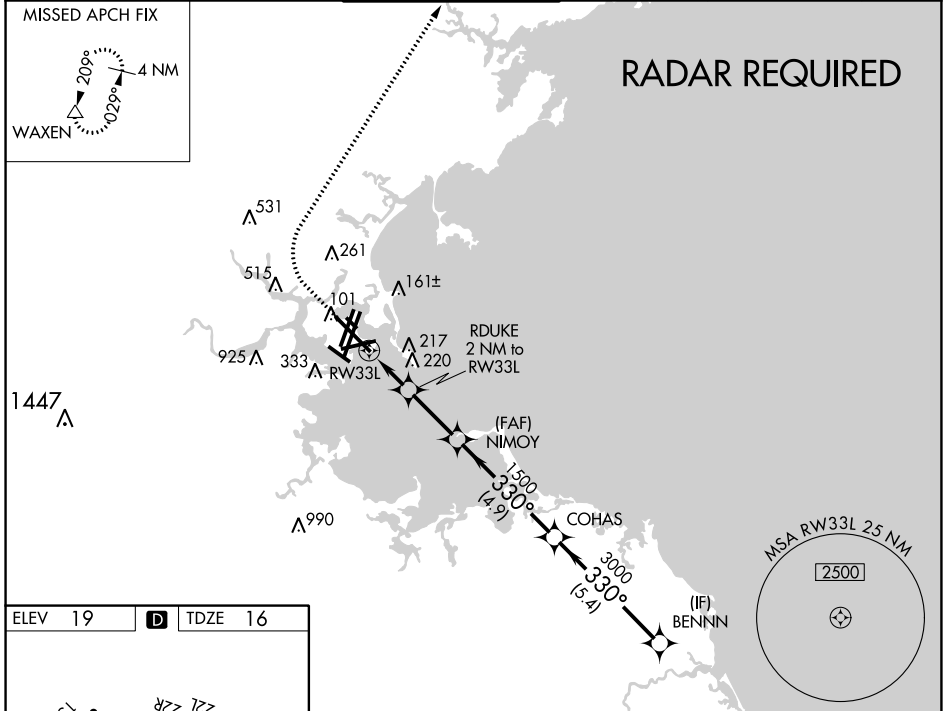 MISSED APCH FIX
209°
4 NM
029°
WAXEN
RADAR REQUIRED
531
261
515
161±
101
217
220
RDUKE
2 NM to
RW33L
925
333
RW33L
1447
(FAF)
NIMOY
1500
330°
(4.9)
990
COHAS
3000
330°
(5.4)
(IF)
BENNN
MSA RW33L 25 NM
2500
ELEV 19
D
TDZE 16
22L 22R